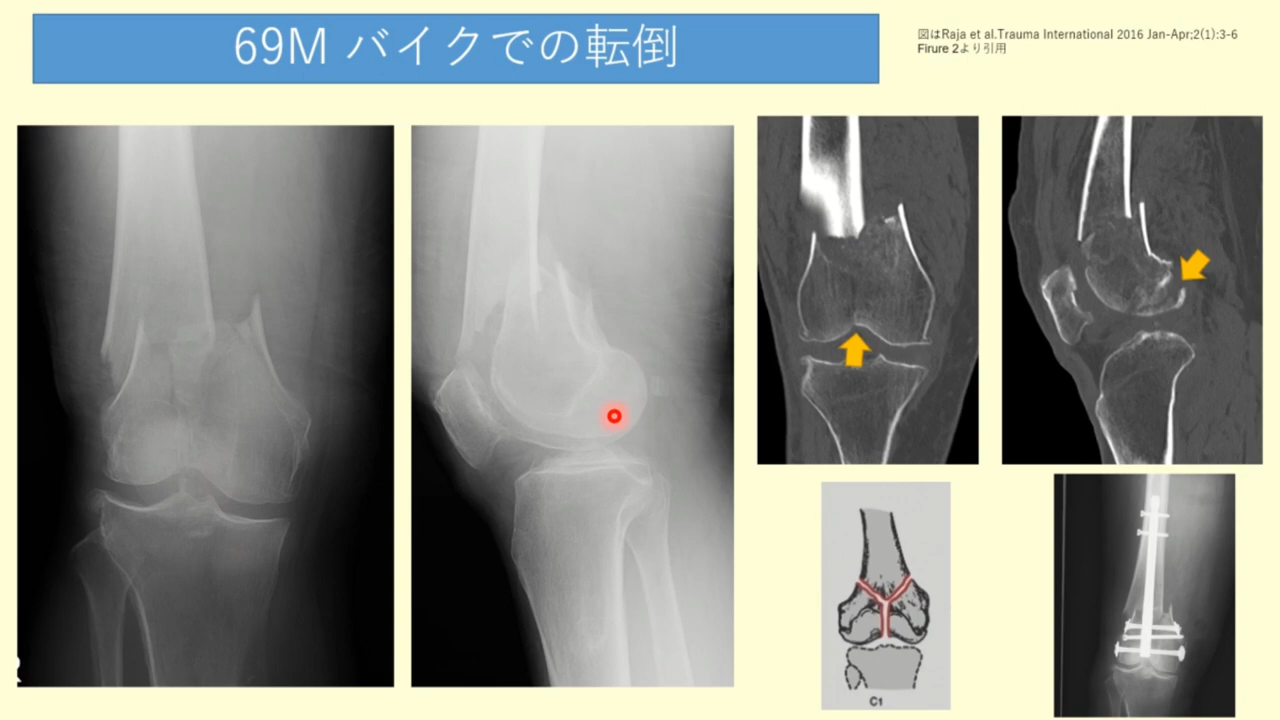 69M バイクでの転倒
図はRaja et al.Trauma International 2016 Jan-Apr;2(1):3-6
Firure 2より引用
R
C1